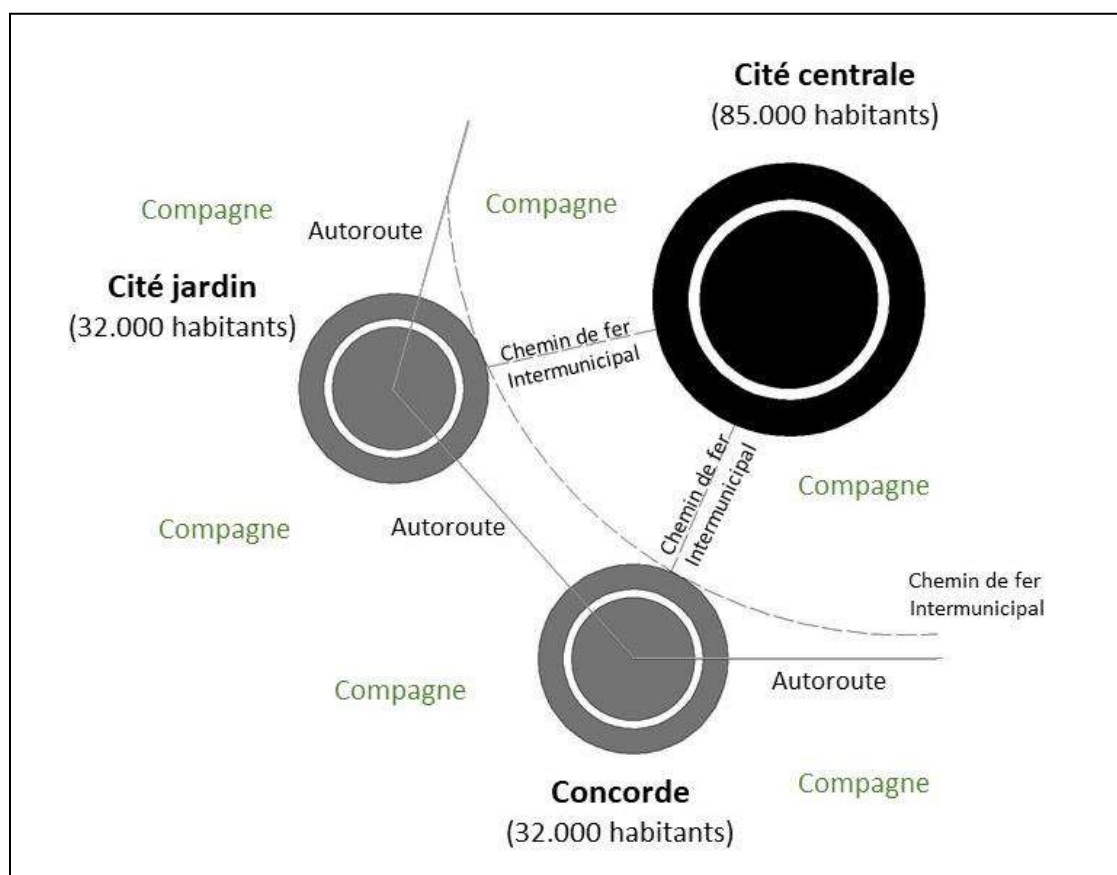 Cité centrale
(85.000 habitants)
Compagne
Compagne
Autoroute
Cité jardin
(32.000 habitants)
Chemin de fer
Intermunicipal
Chemin de fer
Intermunicipal
Compagne
Compagne
Autoroute
Chemin de fer
Intermunicipal
Compagne
Autoroute
Concorde
(32.000 habitants)
Compagne